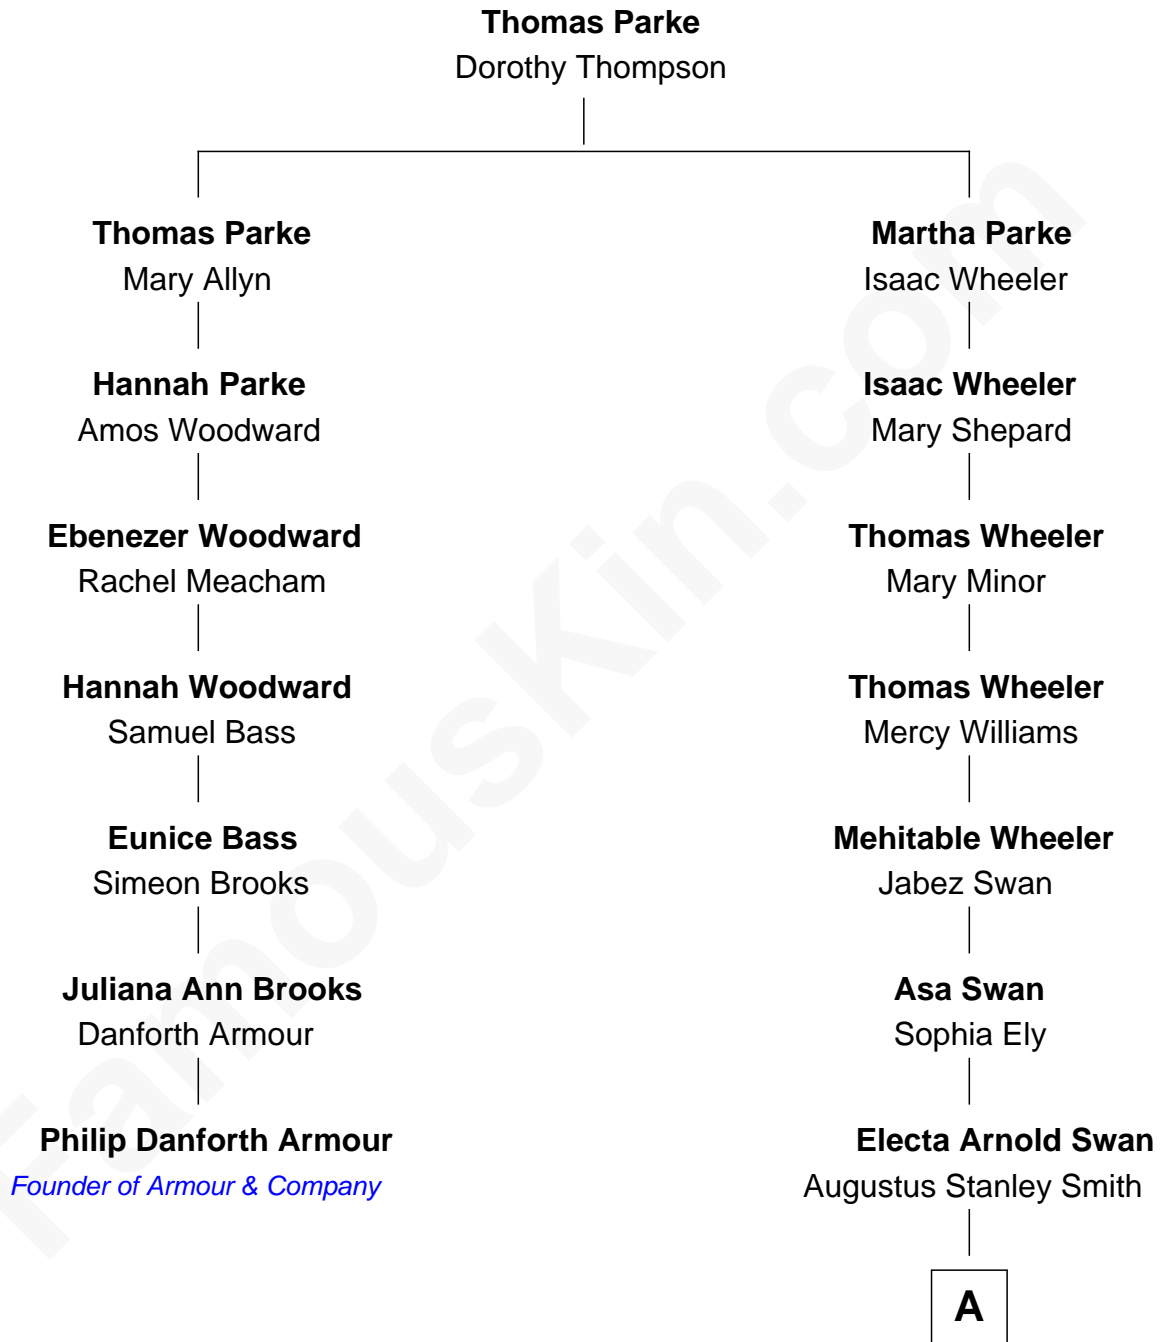 Thomas Parke
Dorothy Thompson
Thomas Parke
Mary Allyn
Martha Parke
Isaac Wheeler
Hannah Parke
Amos Woodward
Isaac Wheeler
Mary Shepard
Ebenezer Woodward
Rachel Meacham
Thomas Wheeler
Mary Minor
Hannah Woodward
Samuel Bass
Thomas Wheeler
Mercy Williams
Eunice Bass
Simeon Brooks
Mehitable Wheeler
Jabez Swan
Juliana Ann Brooks
Danforth Armour
Asa Swan
Sophia Ely
Philip Danforth Armour
Founder of Armour & Company
Electa Arnold Swan
Augustus Stanley Smith
A
FamousKin.com